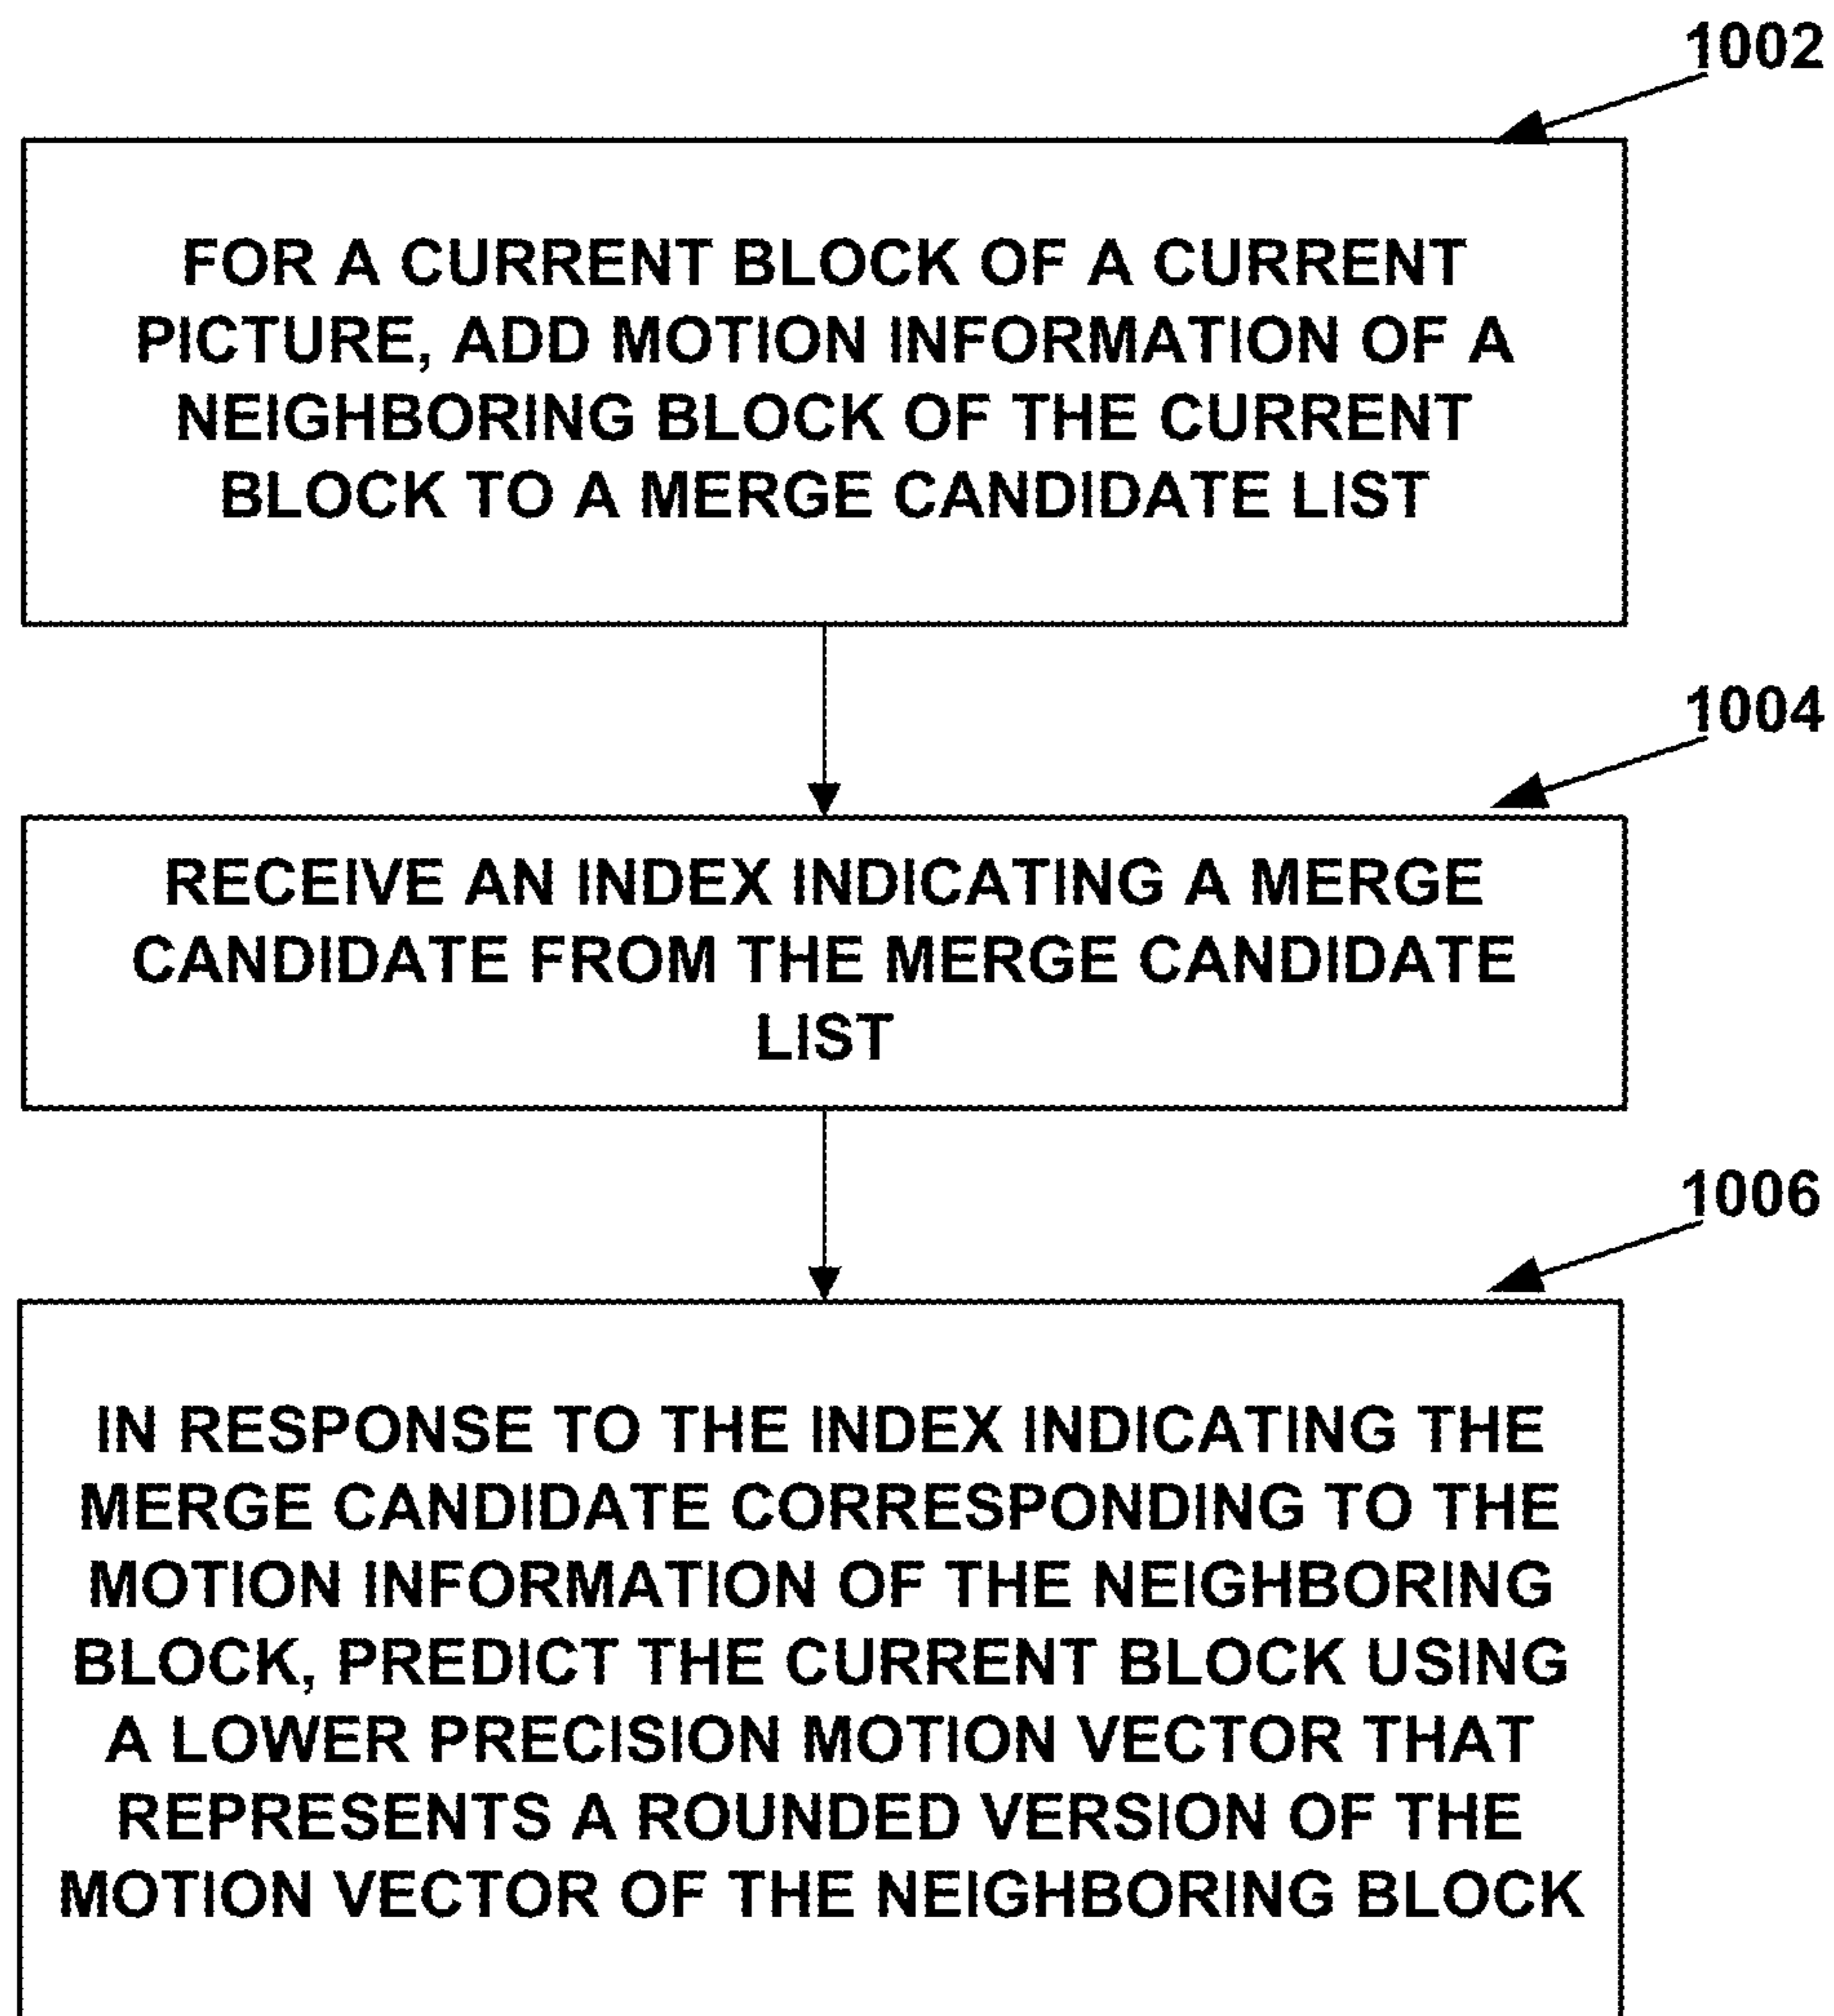 1002
FOR A CURRENT BLOCK OF A CURRENT
PICTURE, ADD MOTION INFORMATION OF A
NEIGHBORING BLOCK OF THE CURRENT
BLOCK TO A MERGE CANDIDATE LIST
1004
RECEIVE AN INDEX INDICATING A MERGE
CANDIDATE FROM THE MERGE CANDIDATE
LIST
1006
IN RESPONSE TO THE INDEX INDICATING THE
MERGE CANDIDATE CORRESPONDING TO THE
MOTION INFORMATION OF THE NEIGHBORING
BLOCK, PREDICT THE CURRENT BLOCK USING
A LOWER PRECISION MOTION VECTOR THAT
REPRESENTS A ROUNDED VERSION OF THE
MOTION VECTOR OF THE NEIGHBORING BLOCK